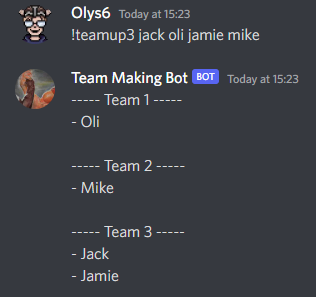 Olys6 Today at 15:23
!teamup3 jack oli jamie mike
Team Making Bot BOT Today at 15:23
----- Team 1 -----
- Oli
----- Team 2 -----
- Mike
----- Team 3 -----
- Jack
- Jamie